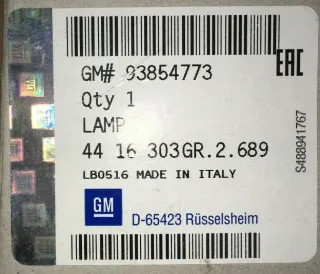 GM# 93854773
EAC
Qty 1
LAMP
44 16 303GR.2.689
LB0516 MADE IN ITALY
S488941767
GM
D-65423 Rüsselsheim